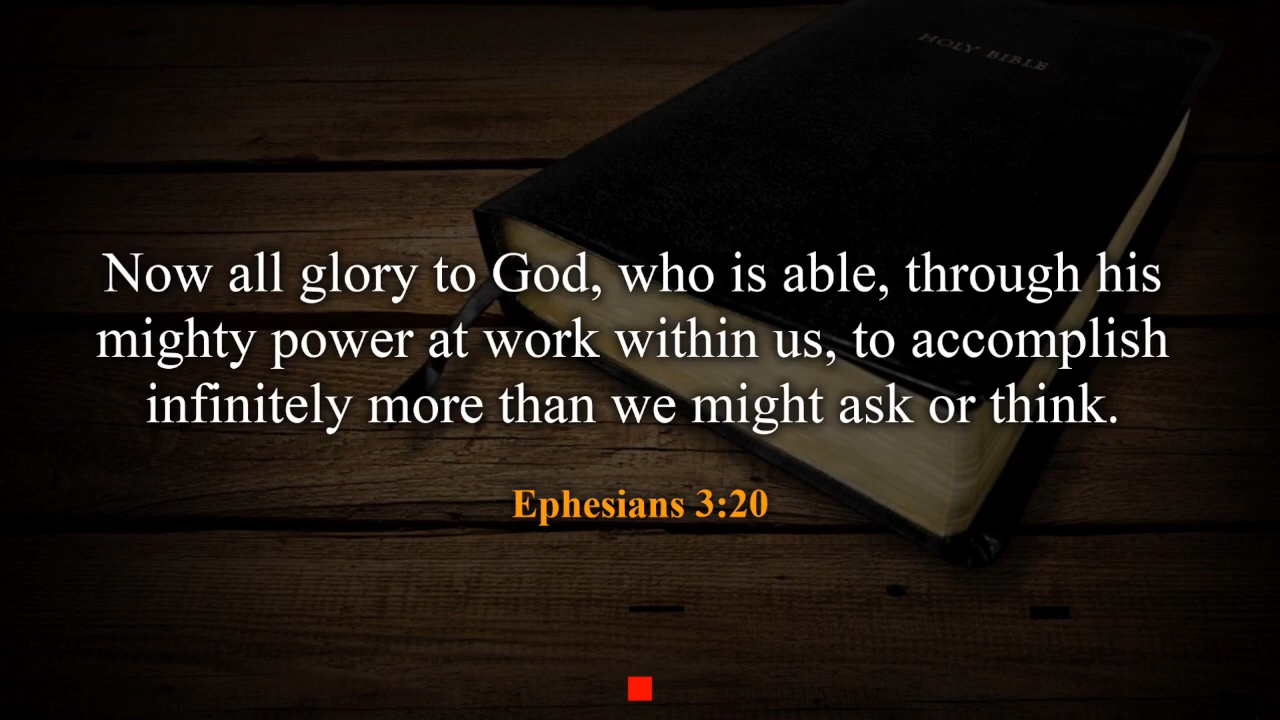 HOLY BIBLE
Now all glory to God, who is able, through his
mighty power at work within us, to accomplish
infinitely more than we might ask or think.
Ephesians 3:20